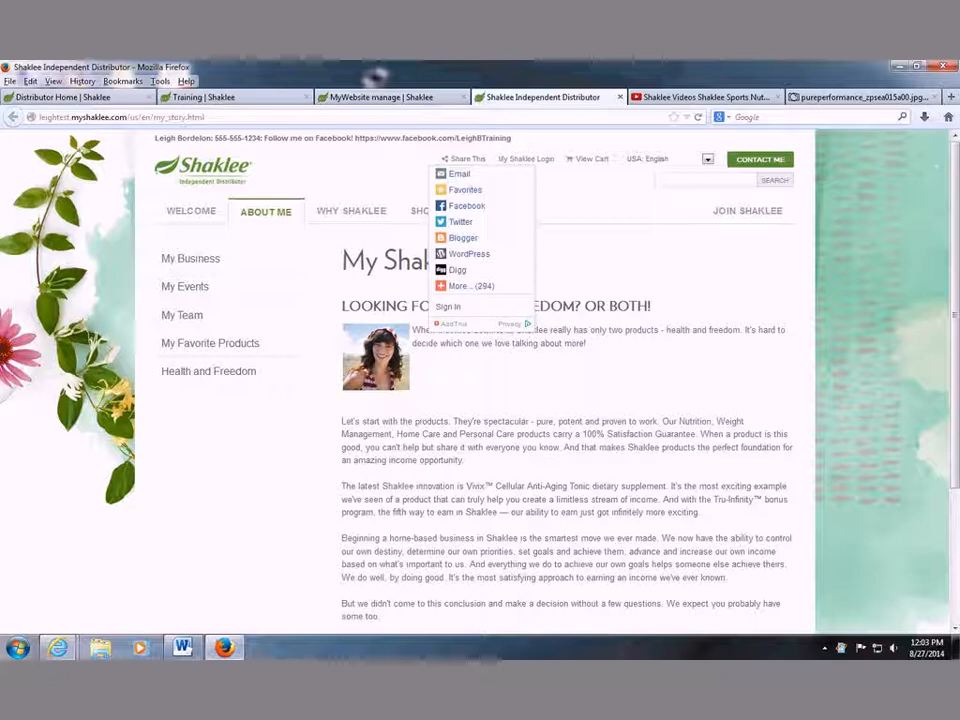 Shaklee Independent Distributor - Mozilla Firefox
File Edit View History Bookmarks Tools Help
Distributor Home | Shaklee
Training | Shaklee
MyWebsite manage | Shaklee
Shaklee Independent Distributor
Shaklee Videos Shaklee Sports Nut...
pureperformance_zpsea015a00.jpg...
leightest.myshaklee.com/us/en/my_story.html
Google
Leigh Bordelon: 555-555-1234: Follow me on Facebook! https://www.facebook.com/LeighBTraining
Shaklee
Independent Distributor
Share This My Shaklee Login View Cart USA: English CONTACT ME
SEARCH
WELCOME ABOUT ME WHY SHAKLEE SHO JOIN SHAKLEE
Email
Favorites
Facebook
Twitter
Blogger
WordPress
Digg
More... (294)
Sign In
AddThis Privacy
My Business
My Events
My Team
My Favorite Products
Health and Freedom
My Shak
LOOKING FO EDOM? OR BOTH!
Shaklee really has only two products - health and freedom. It's hard to
decide which one we love talking about more!
Let's start with the products. They're spectacular - pure, potent and proven to work. Our Nutrition, Weight
Management, Home Care and Personal Care products carry a 100% Satisfaction Guarantee. When a product is this
good, you can't help but share it with everyone you know. And that makes Shaklee products the perfect foundation for
an amazing income opportunity.
The latest Shaklee innovation is Vivix™ Cellular Anti-Aging Tonic dietary supplement. It's the most exciting example
we've seen of a product that can truly help you create a limitless stream of income. And with the Tru-Infinity™ bonus
program, the fifth way to earn in Shaklee — our ability to earn just got infinitely more exciting.
Beginning a home-based business in Shaklee is the smartest move we ever made. We now have the ability to control
our own destiny, determine our own priorities, set goals and achieve them, advance and increase our own income
based on what's important to us. And everything we do to achieve our own goals helps someone else achieve theirs.
We do well, by doing good. It's the most satisfying approach to earning an income we've ever known.
But we didn't come to this conclusion and make a decision without a few questions. We expect you probably have
some too.
12:03 PM
8/27/2014